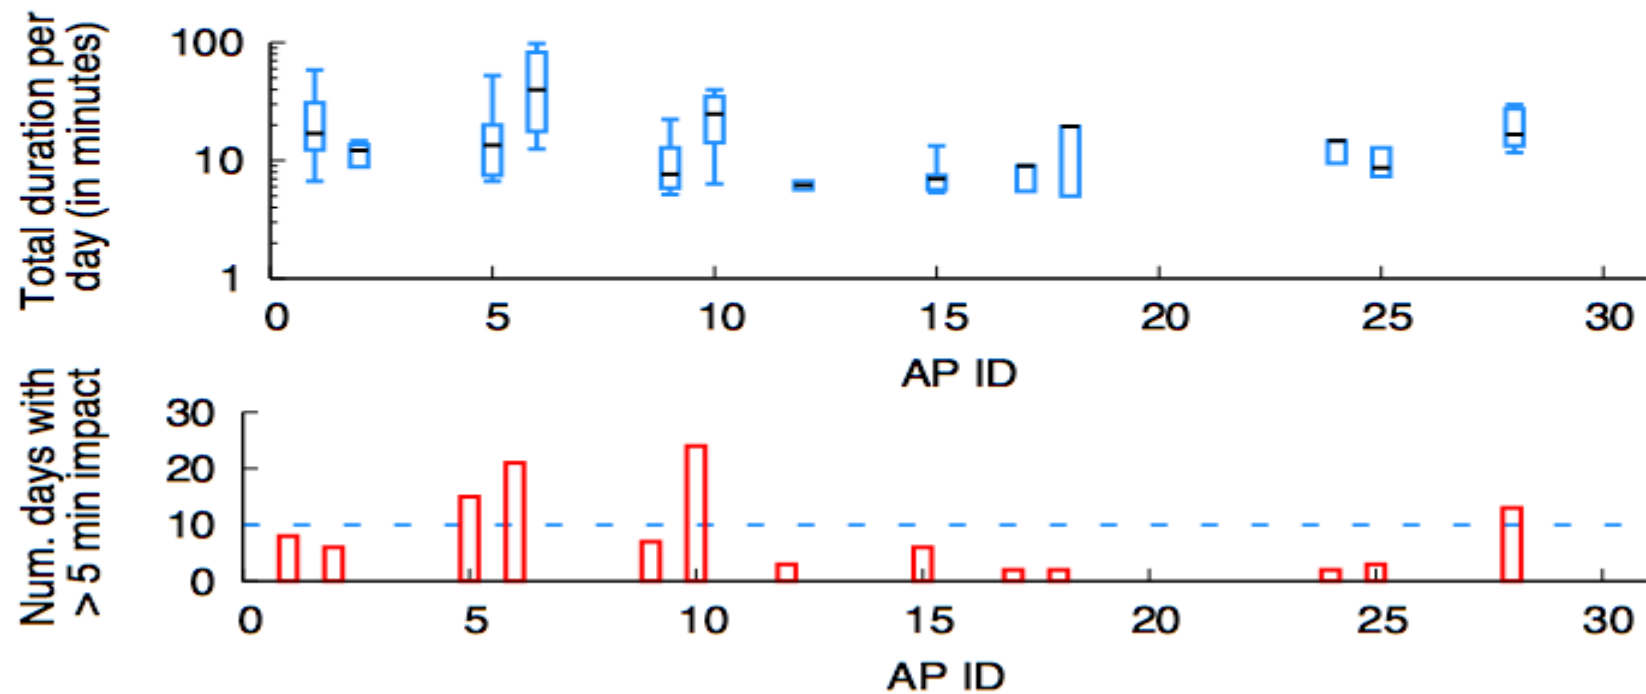 Total duration per
day (in minutes)
100
10
1
0 5 10 15 20 25 30
AP ID
Num. days with
> 5 min impact
30
20
10
0
0 5 10 15 20 25 30
AP ID